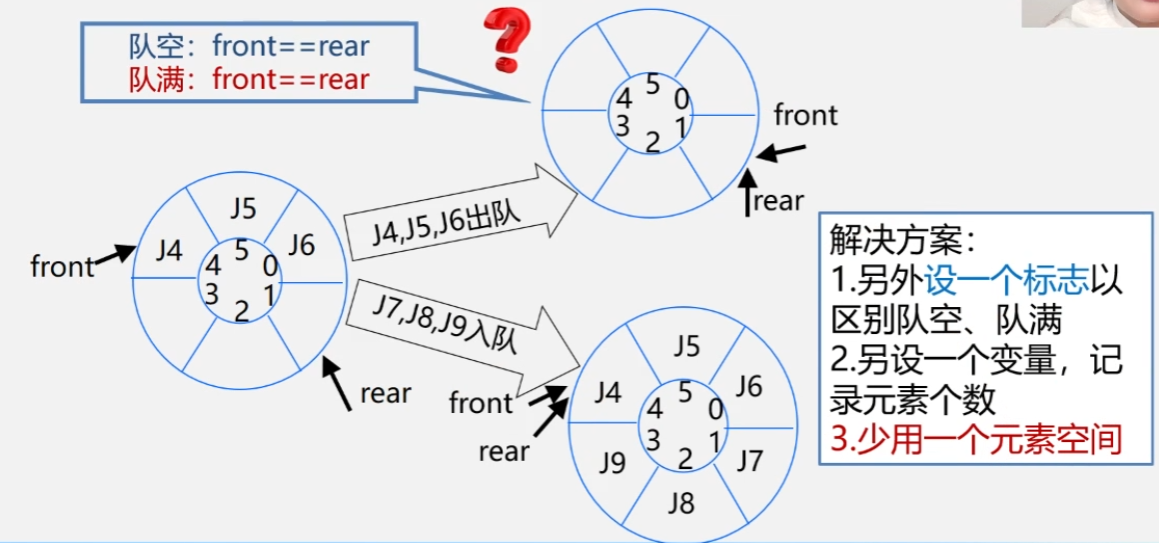 队空：front==rear
队满：front==rear
?
5
4
0
3
1
2
front
rear
J4,J5,J6出队
J5
J4
J6
front
5
4
0
3
1
2
rear
J7,J8,J9入队
J5
J4
J6
front
rear
5
4
0
3
1
2
J9
J7
J8
解决方案：
1.另外设一个标志以
区别队空、队满
2.另设一个变量，记
录元素个数
3.少用一个元素空间